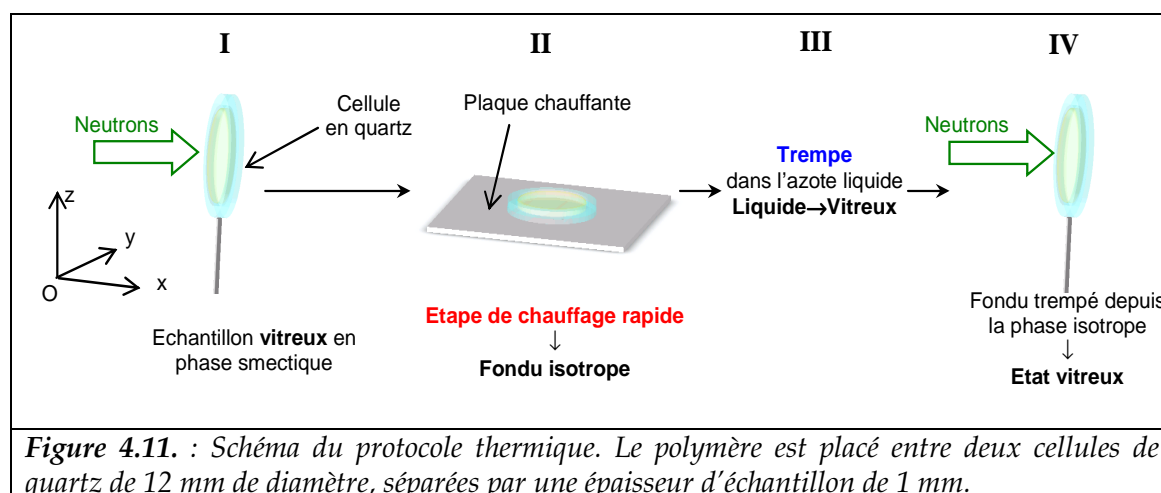 I
II
III
IV
Neutrons
Cellule
en quartz
Plaque chauffante
Trempe
dans l'azote liquide
Liquide→Vitreux
Neutrons
z
y
x
O
Echantillon vitreux en
phase smectique
Etape de chauffage rapide
↓
Fondu isotrope
Fondu trempé depuis
la phase isotrope
↓
Etat vitreux
Figure 4.11. : Schéma du protocole thermique. Le polymère est placé entre deux cellules de
quartz de 12 mm de diamètre, séparées par une épaisseur d'échantillon de 1 mm.